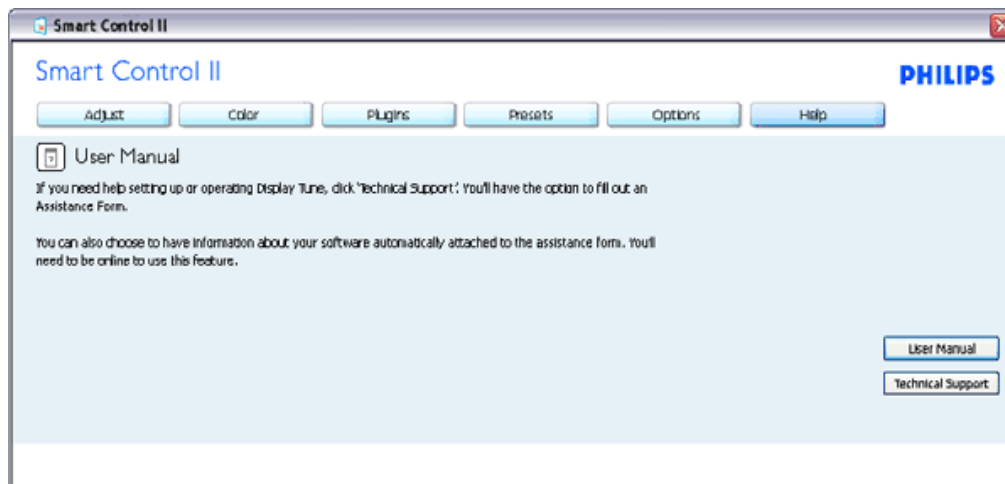 Smart Control II
Smart Control II
PHILIPS
Adjust Color Plugins Presets Options Help
User Manual
If you need help setting up or operating Display Tune, click 'Technical Support'. You'll have the option to fill out an
Assistance Form.
You can also choose to have information about your software automatically attached to the assistance form. You'll
need to be online to use this feature.
User Manual
Technical Support